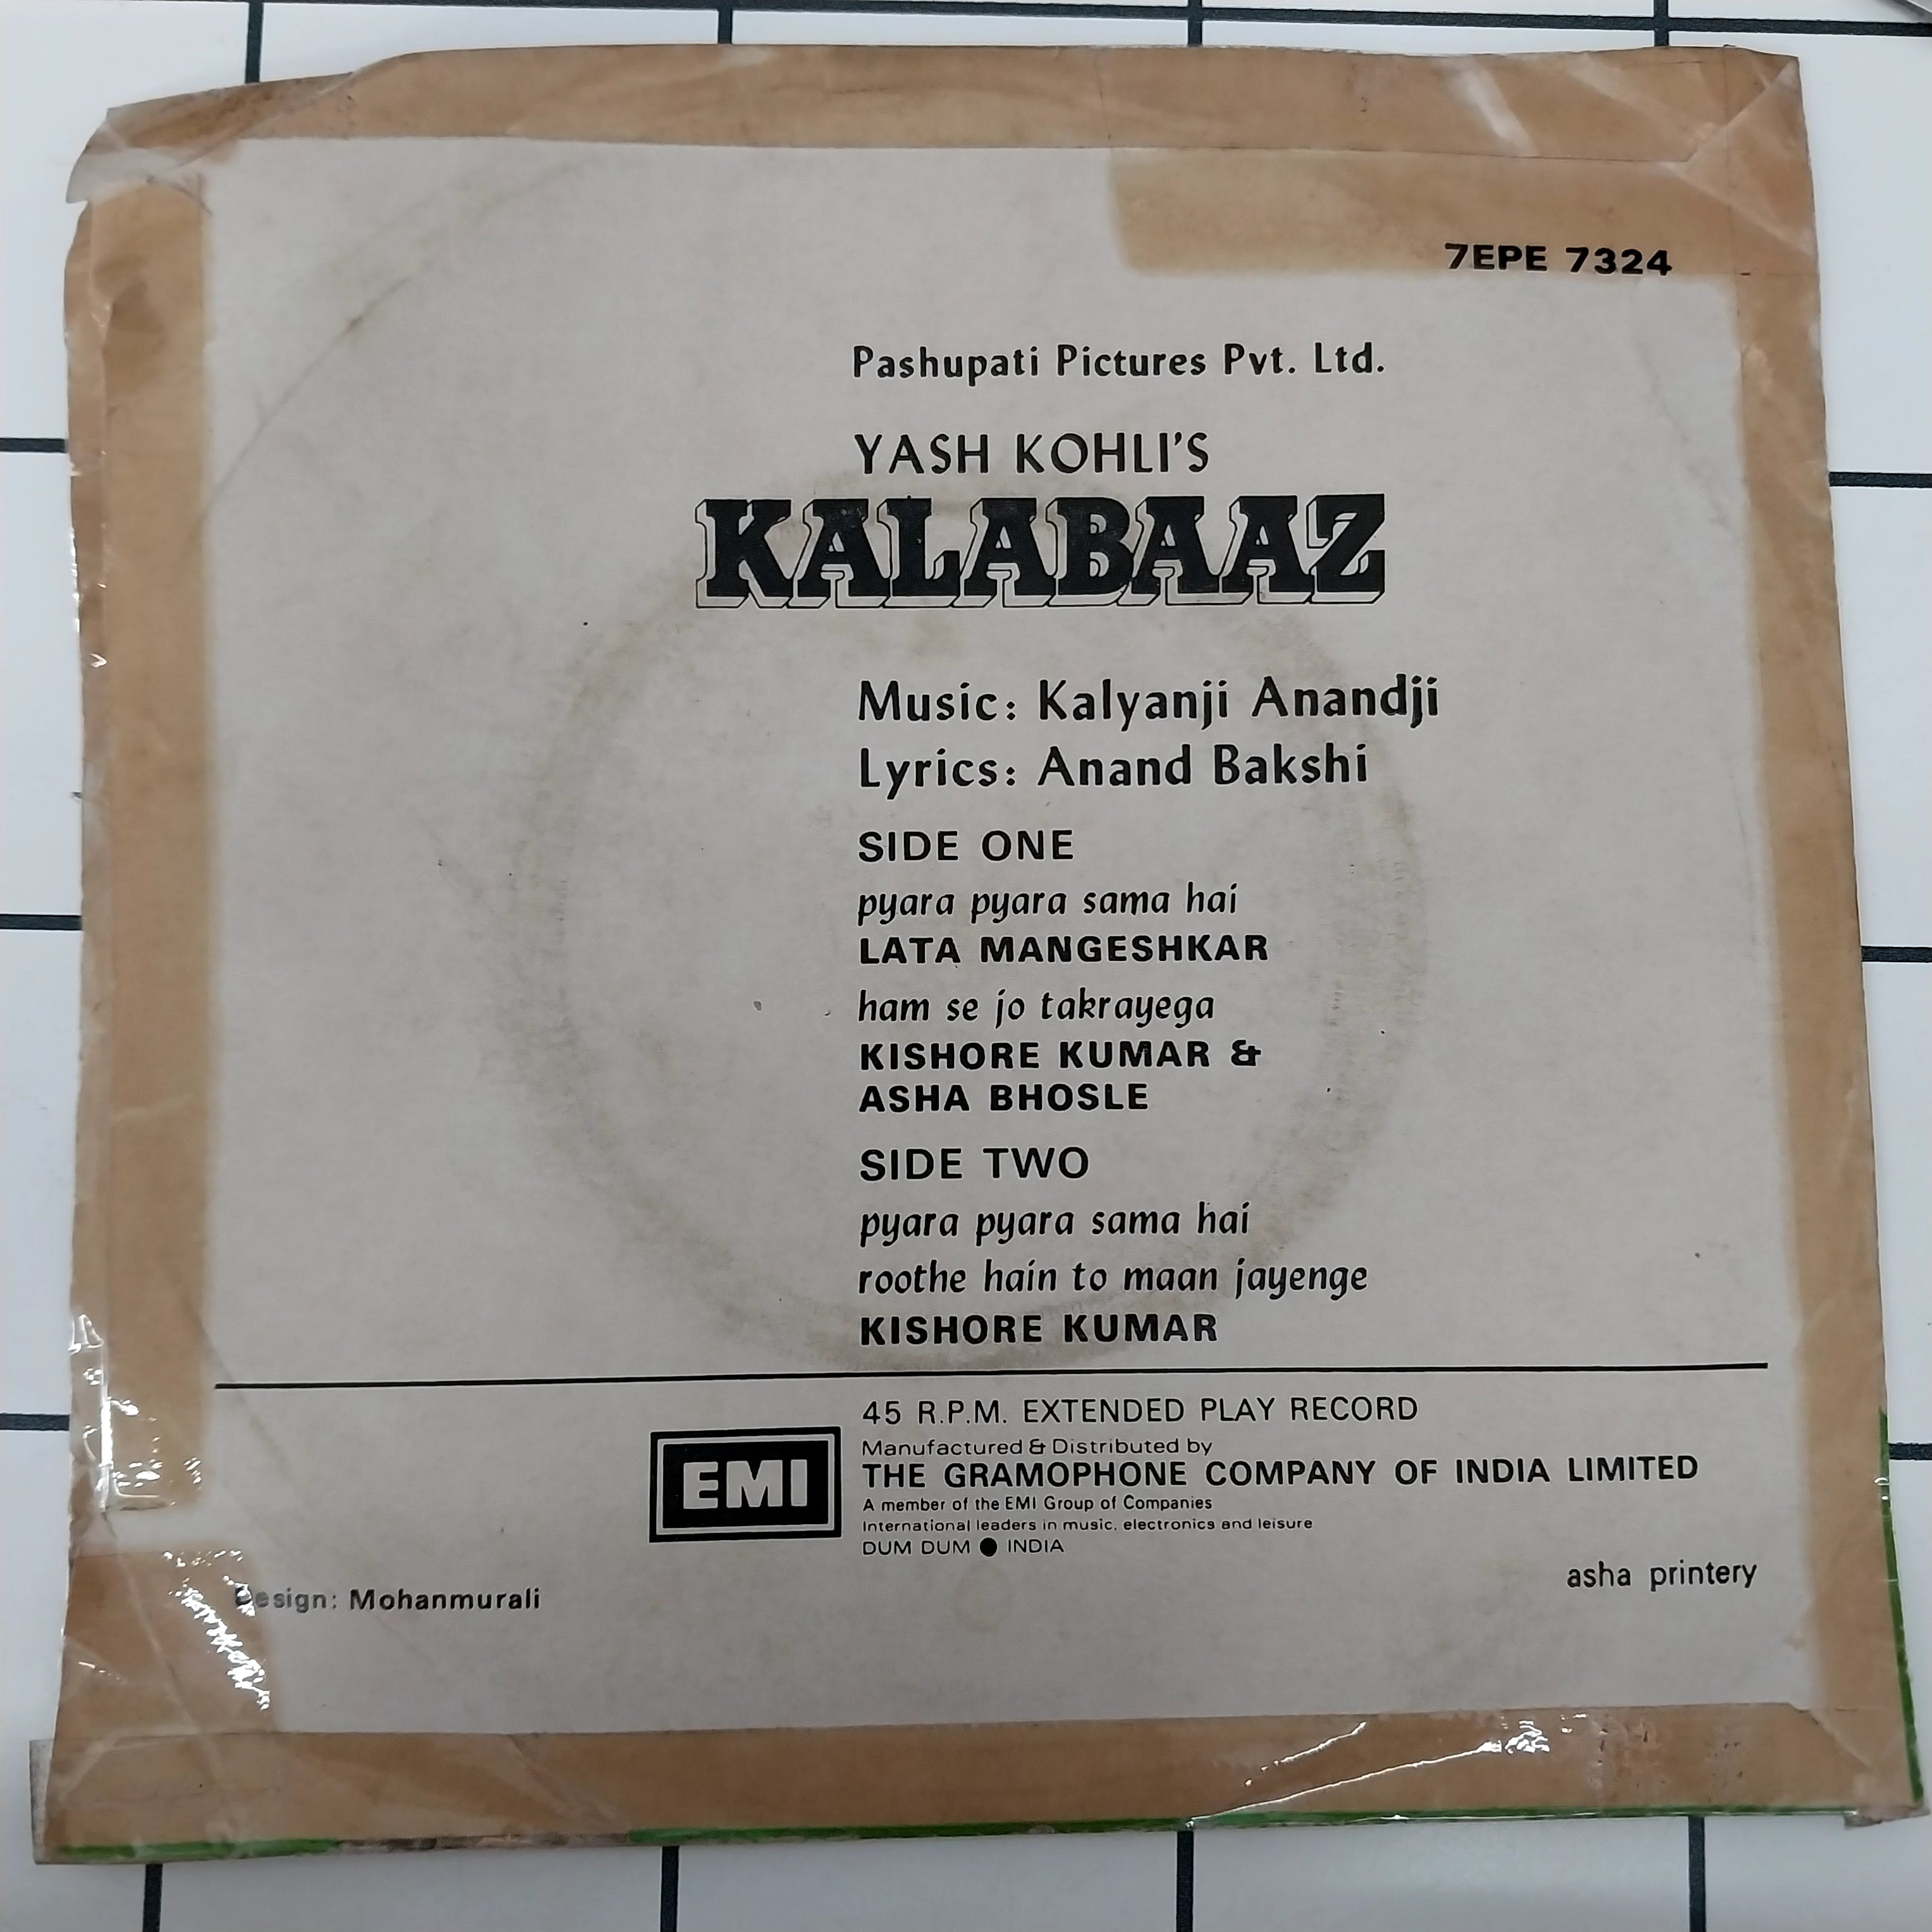 7EPE 7324
Pashupati Pictures Pvt. Ltd.
YASH KOHLI'S
KALABAAZ
Music: Kalyanji Anandji
Lyrics: Anand Bakshi
SIDE ONE
pyara pyara sama hai
LATA MANGESHKAR
ham se jo takrayega
KISHORE KUMAR &
ASHA BHOSLE
SIDE TWO
pyara pyara sama hai
roothe hain to maan jayenge
KISHORE KUMAR
45 R.P.M. EXTENDED PLAY RECORD
Manufactured & Distributed by
THE GRAMOPHONE COMPANY OF INDIA LIMITED
A member of the EMI Group of Companies
International leaders in music, electronics and leisure
DUM DUM ● INDIA
EMI
asha printery
Design: Mohanmurali